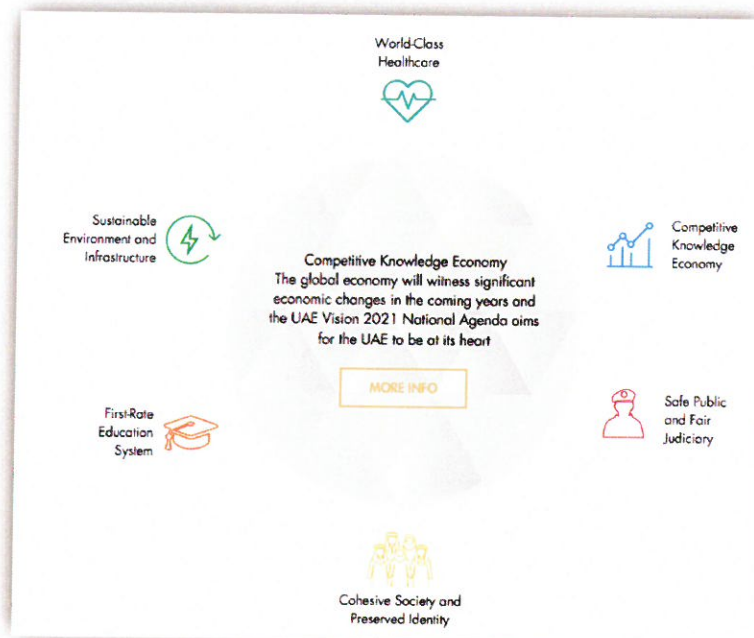 World-Class
Healthcare
Sustainable
Environment and
Infrastructure
Competitive
Knowledge
Economy
Competitive Knowledge Economy
The global economy will witness significant
economic changes in the coming years and
the UAE Vision 2021 National Agenda aims
for the UAE to be at its heart
MORE INFO
First-Rate
Education
System
Safe Public
and Fair
Judiciary
Cohesive Society and
Preserved Identity